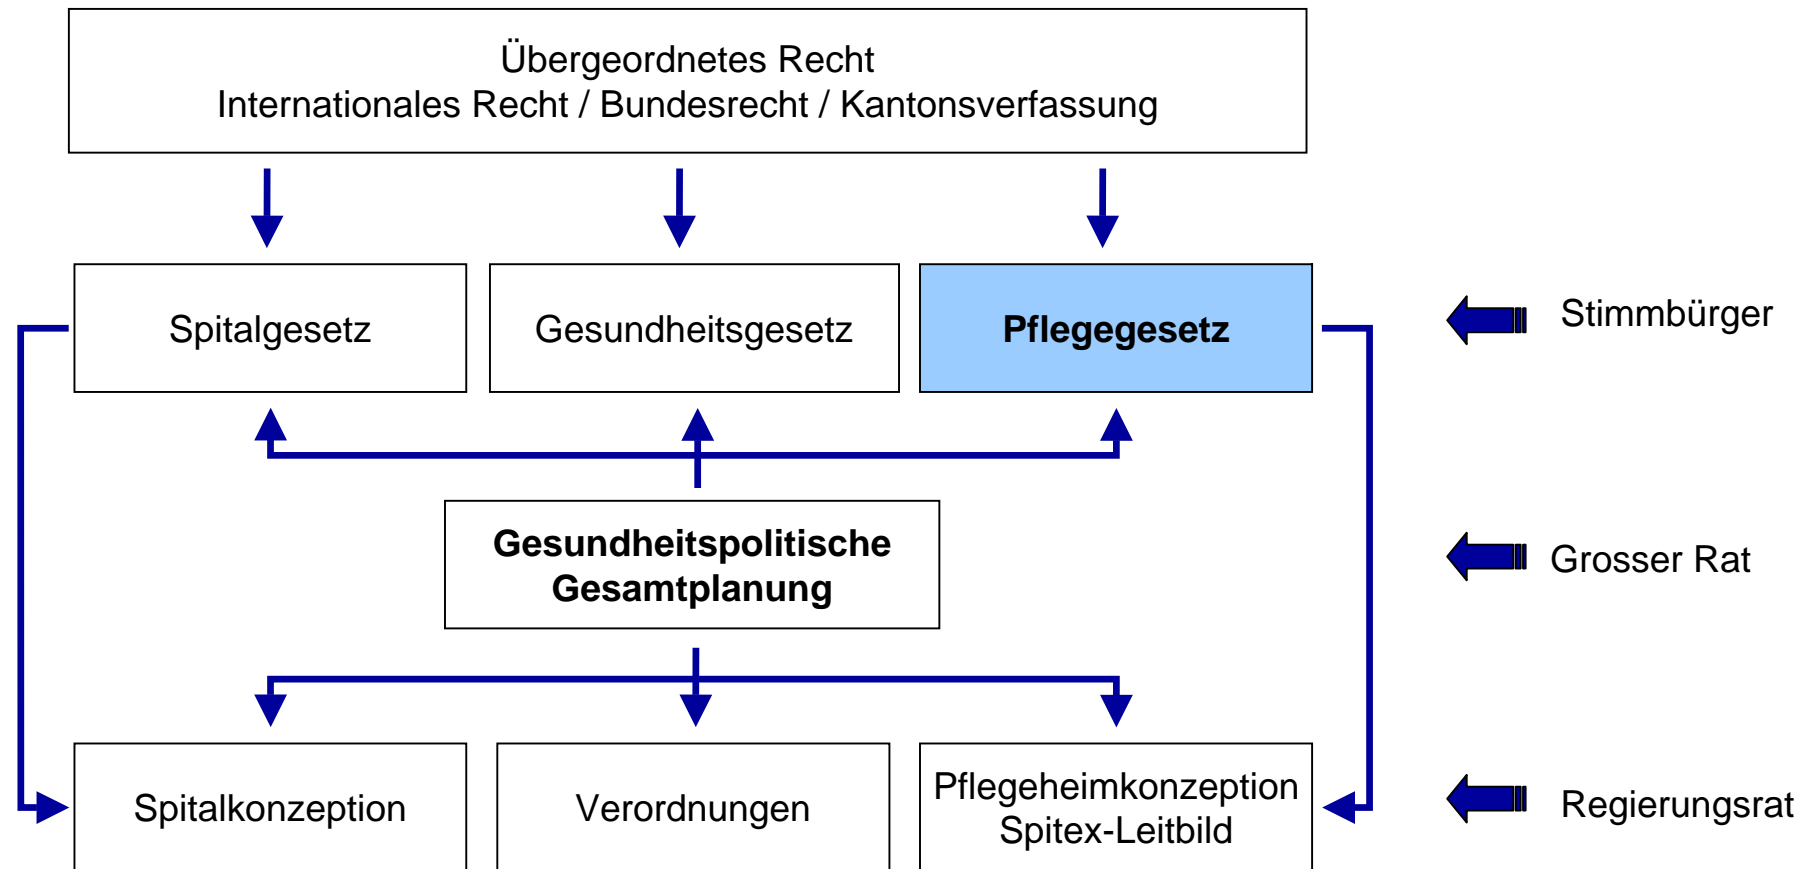 Übergeordnetes Recht
Internationales Recht / Bundesrecht / Kantonsverfassung
Spitalgesetz
Gesundheitsgesetz
Pflegegesetz
Stimmbürger
Gesundheitspolitische
Gesamtplanung
Grosser Rat
Spitalkonzeption
Verordnungen
Pflegeheimkonzeption
Spitex-Leitbild
Regierungsrat